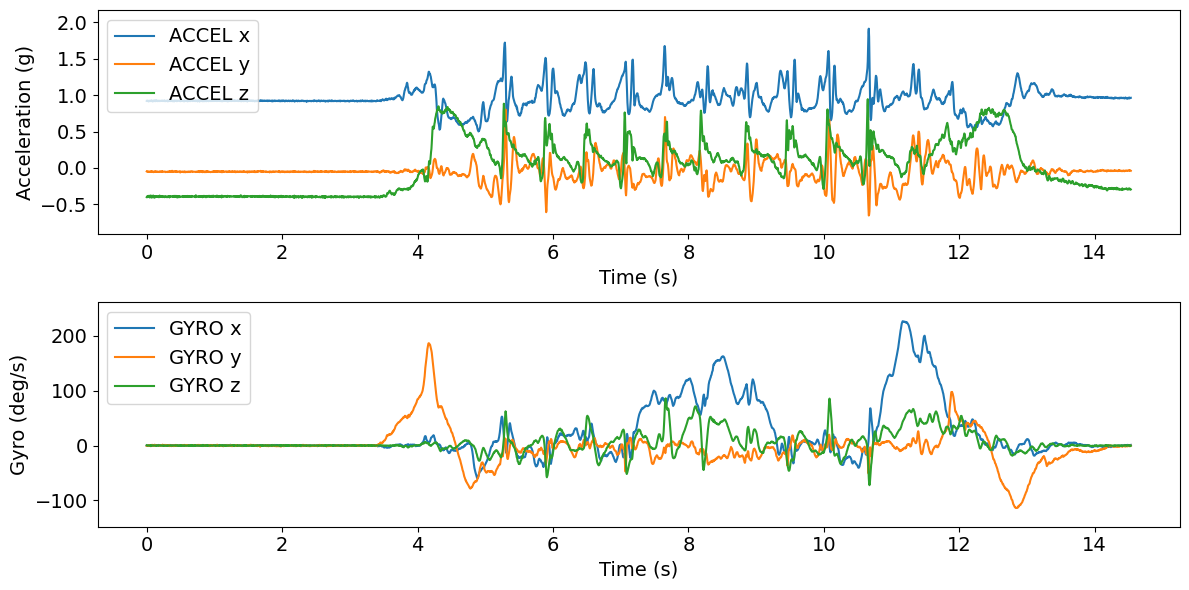 2.0
1.5
1.0
0.5
0.0
−0.5
Acceleration (g)
ACCEL x
ACCEL y
ACCEL z
0 2 4 6 8 10 12 14
Time (s)
200
100
0
−100
Gyro (deg/s)
GYRO x
GYRO y
GYRO z
0 2 4 6 8 10 12 14
Time (s)